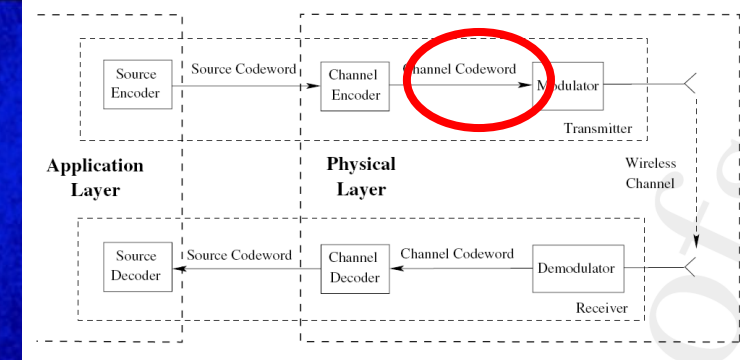 Source
Encoder
Source Codeword
Channel
Encoder
Channel Codeword
Modulator
Transmitter
Application
Layer
Physical
Layer
Wireless
Channel
Source
Decoder
Source Codeword
Channel
Decoder
Channel Codeword
Demodulator
Receiver